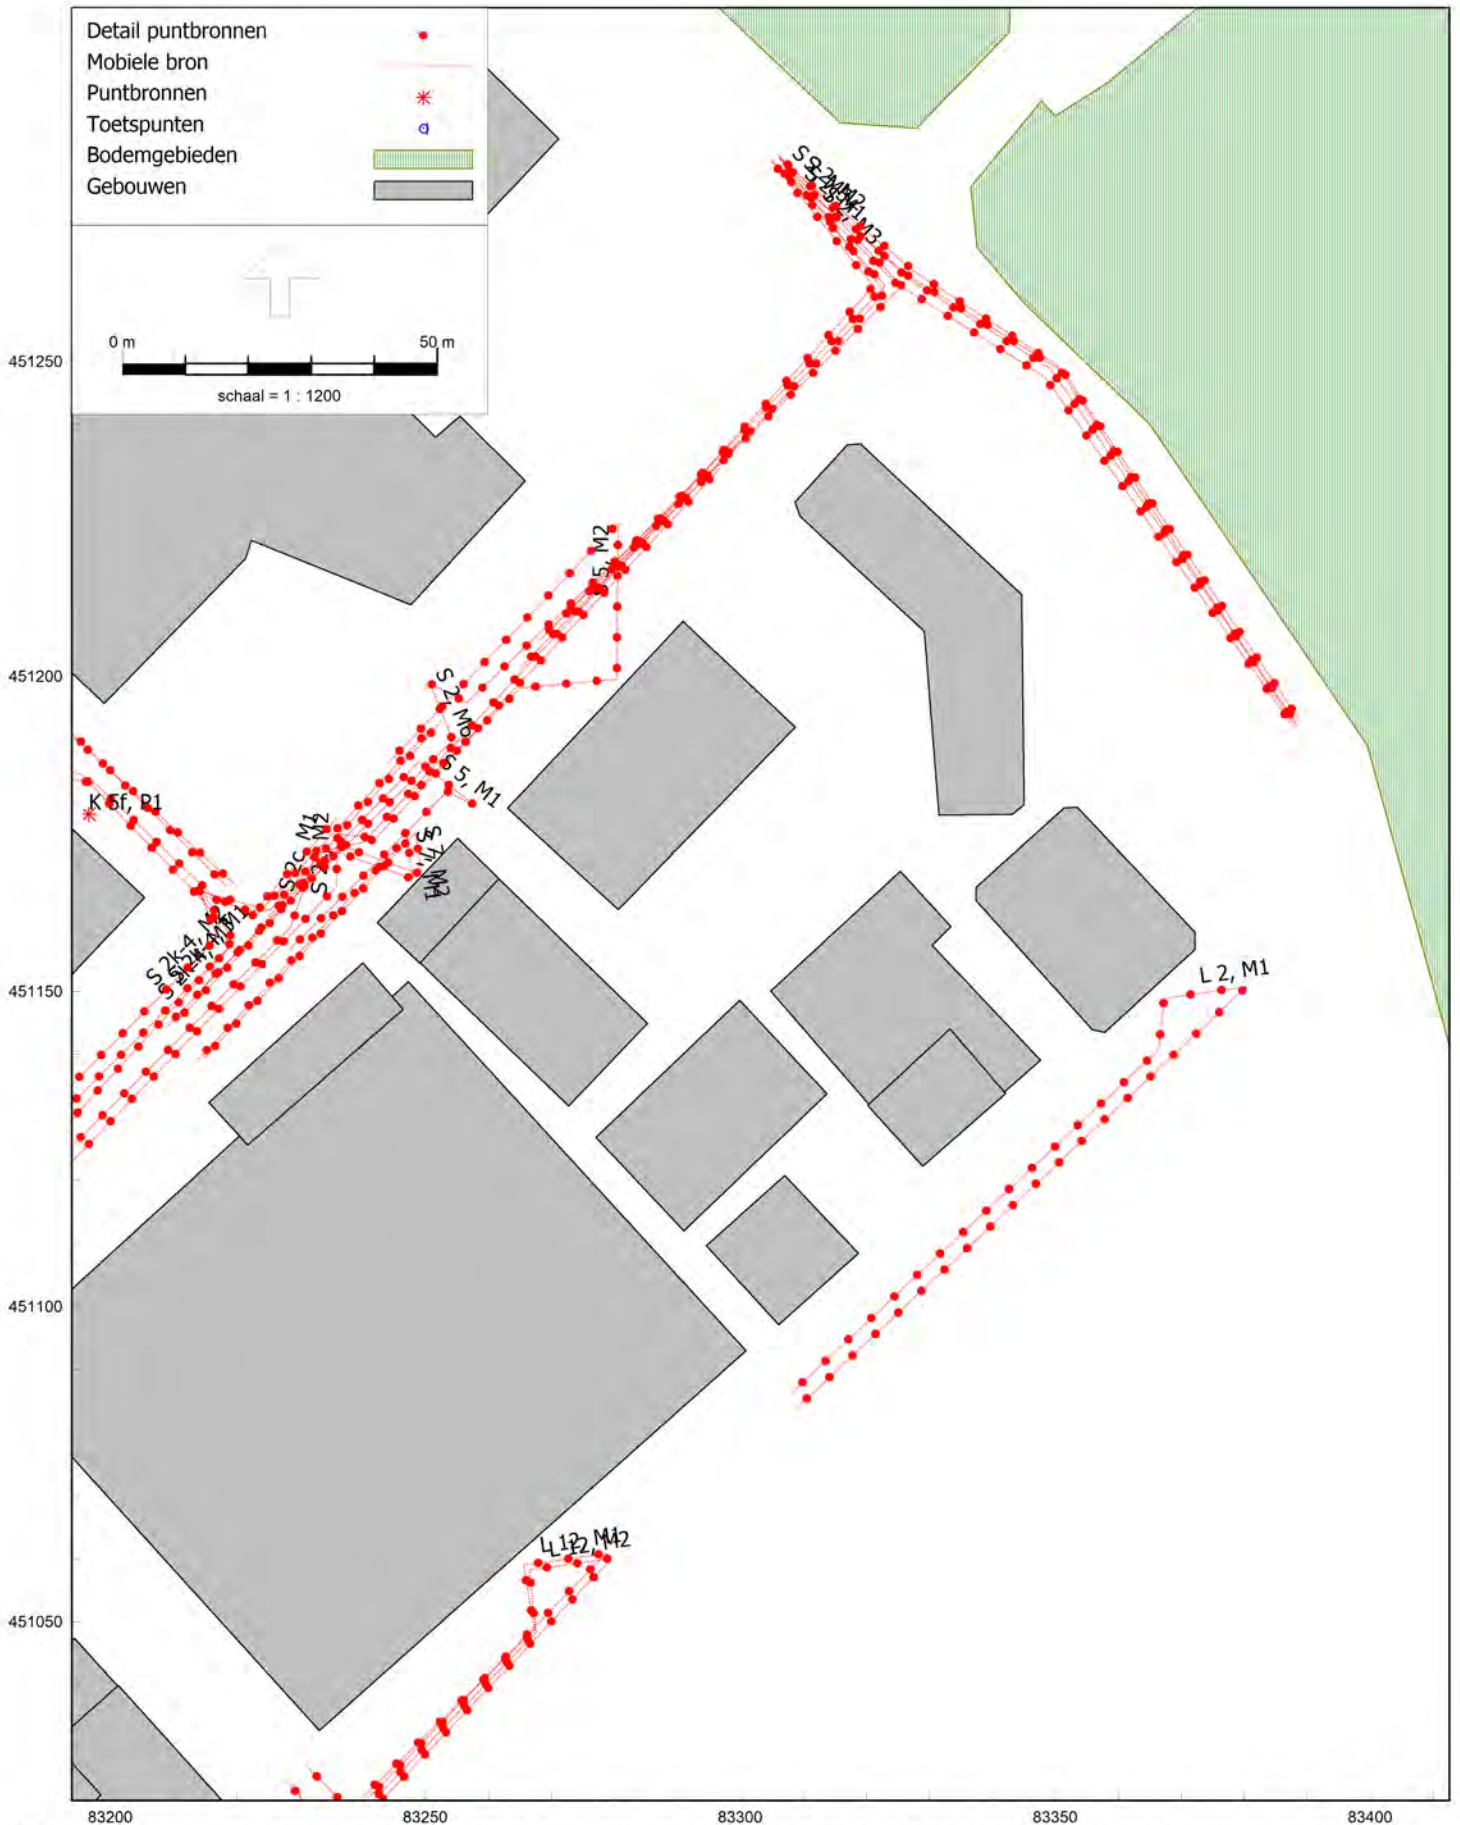 Detail puntbronnen
Mobiele bron
Puntbronnen
Toetspunten
Bodemgebieden
Gebouwen
0 m 50 m
schaal = 1 : 1200
451250
S 5, M2
451200
S 2, M6
S 5, M1
K 5f, P1
451150
L 2, M1
451100
451050
83200 83250 83300 83350 83400